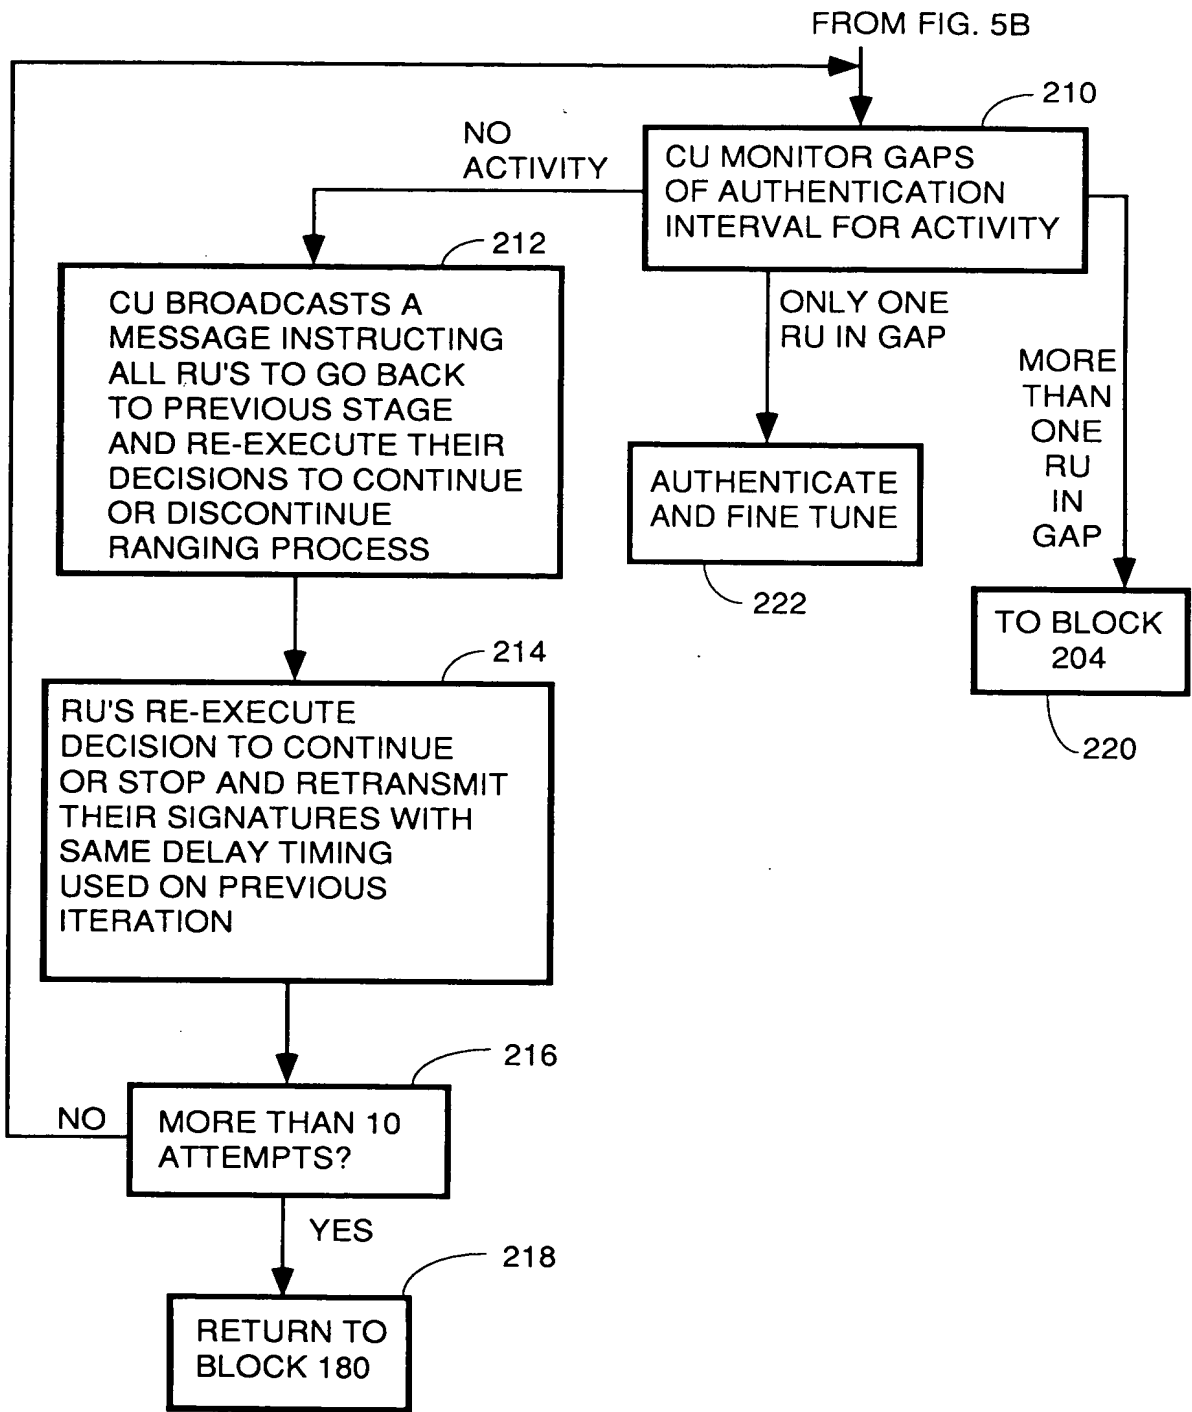 FROM FIG. 5B
210
NO
ACTIVITY
CU MONITOR GAPS
OF AUTHENTICATION
INTERVAL FOR ACTIVITY
212
ONLY ONE
RU IN GAP
MORE
THAN
ONE
RU
IN
GAP
CU BROADCASTS A
MESSAGE INSTRUCTING
ALL RU'S TO GO BACK
TO PREVIOUS STAGE
AND RE-EXECUTE THEIR
DECISIONS TO CONTINUE
OR DISCONTINUE
RANGING PROCESS
AUTHENTICATE
AND FINE TUNE
222
TO BLOCK
204
220
214
RU'S RE-EXECUTE
DECISION TO CONTINUE
OR STOP AND RETRANSMIT
THEIR SIGNATURES WITH
SAME DELAY TIMING
USED ON PREVIOUS
ITERATION
216
NO
MORE THAN 10
ATTEMPTS?
YES
218
RETURN TO
BLOCK 180